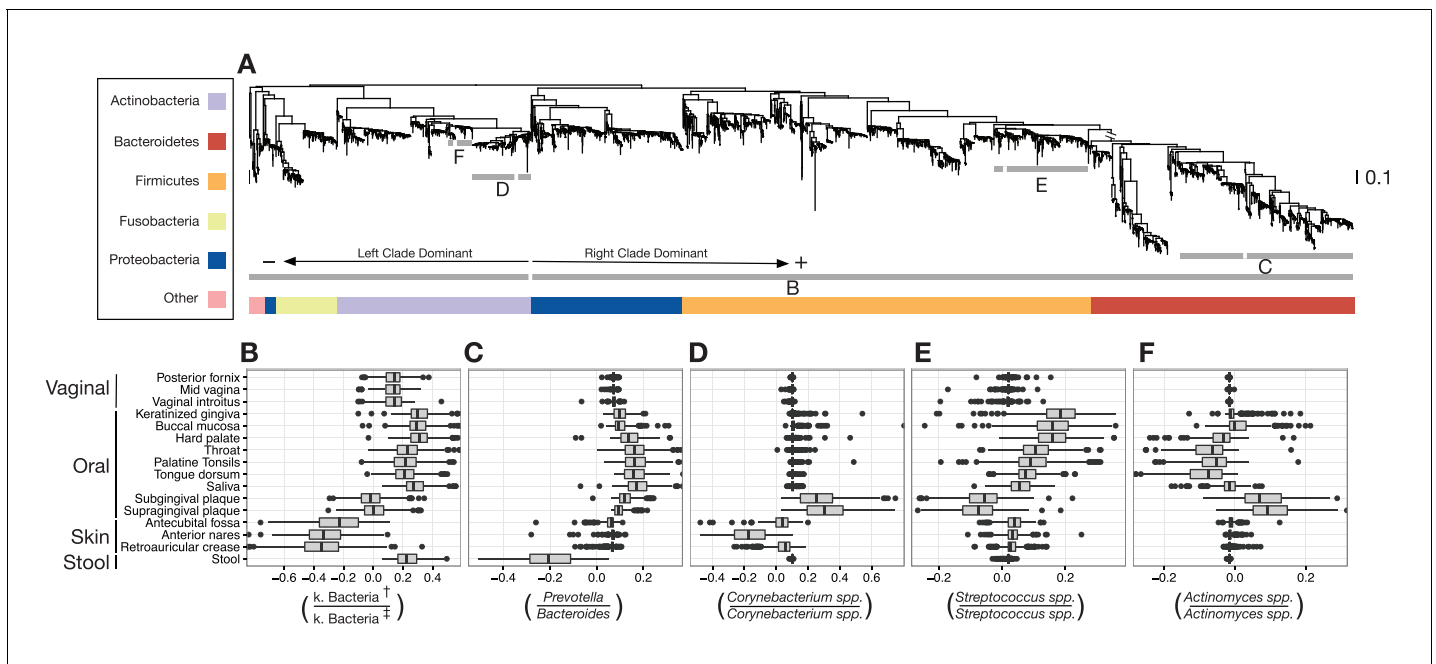 A
Actinobacteria
Bacteroidetes
Firmicutes
Fusobacteria
Proteobacteria
Other
F
D
E
I 0.1
− Left Clade Dominant Right Clade Dominant +
C
B
B C D E F
Vaginal
Posterior fornix
Mid vagina
Vaginal introitus
Oral
Keratinized gingiva
Buccal mucosa
Hard palate
Throat
Palatine Tonsils
Tongue dorsum
Saliva
Subgingival plaque
Supragingival plaque
Skin
Antecubital fossa
Anterior nares
Retroauricular crease
Stool
Stool
−0.6 −0.4 −0.2 0.0 0.2 0.4
−0.4 −0.2 0.0 0.2
−0.4 −0.2 0.0 0.2 0.4 0.6
−0.2 0.0 0.2
−0.2 0.0 0.2
( k. Bacteria †
k. Bacteria ‡ )
( Prevotella
Bacteroides )
( Corynebacterium spp.
Corynebacterium spp. )
( Streptococcus spp.
Streptococcus spp. )
( Actinomyces spp.
Actinomyces spp. )